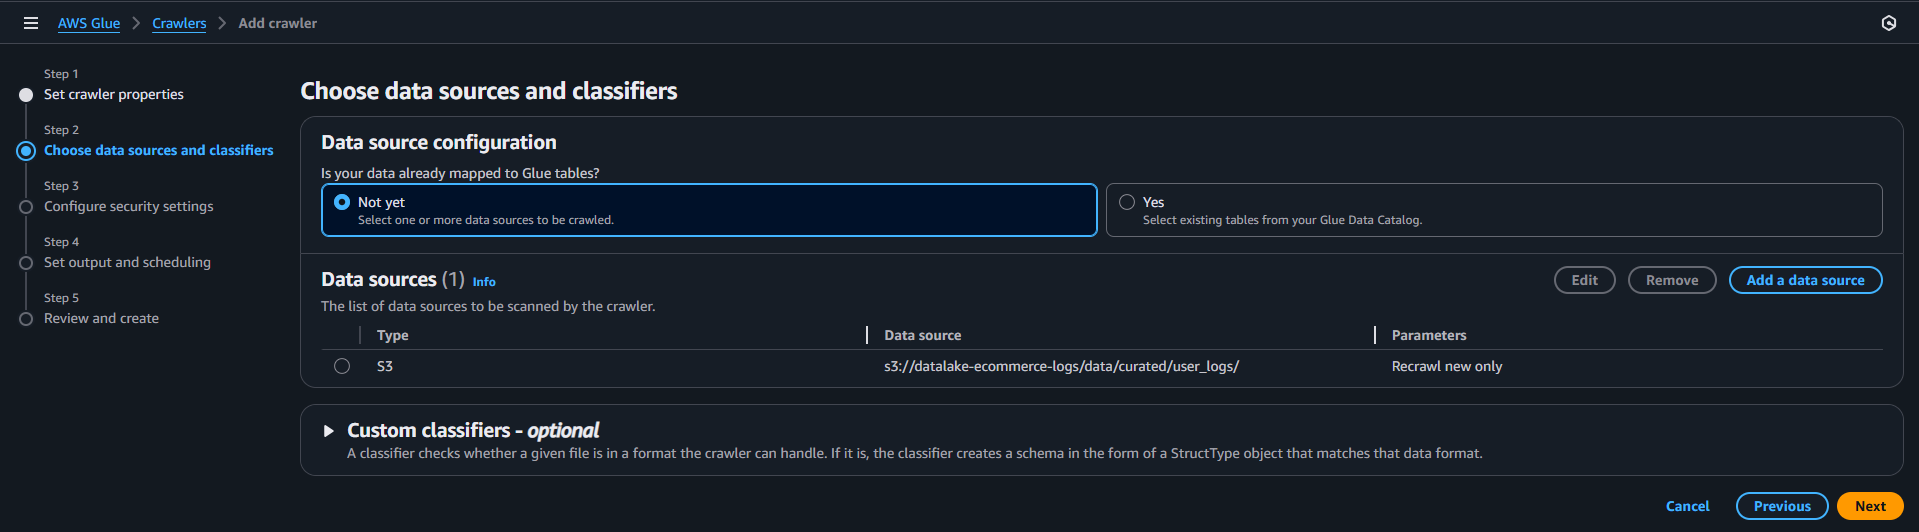 AWS Glue > Crawlers > Add crawler
Step 1
Set crawler properties
Step 2
Choose data sources and classifiers
Step 3
Configure security settings
Step 4
Set output and scheduling
Step 5
Review and create
Choose data sources and classifiers
Data source configuration
Is your data already mapped to Glue tables?
Not yet
Select one or more data sources to be crawled.
Yes
Select existing tables from your Glue Data Catalog.
Data sources (1) Info
Edit Remove Add a data source
The list of data sources to be scanned by the crawler.
Type Data source Parameters
S3 s3://datalake-ecommerce-logs/data/curated/user_logs/ Recrawl new only
Custom classifiers - optional
A classifier checks whether a given file is in a format the crawler can handle. If it is, the classifier creates a schema in the form of a StructType object that matches that data format.
Cancel Previous Next